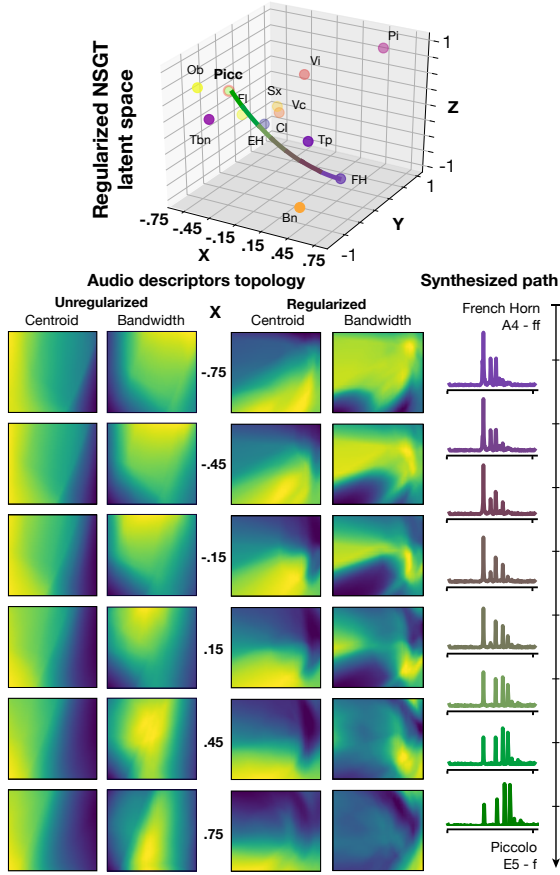 Regularized NSGT
latent space
Pi
1
Vi
Ob
Picc
Z
Fl
Sx
Vc
Cl
EH
Tp
Tbn
-1
FH
1
Bn
Y
-.75
-.45
-.15
.15
.45
.75
X
-1
Audio descriptors topology
Synthesized path
Unregularized
X
Regularized
French Horn
Centroid
Bandwidth
Centroid
Bandwidth
A4 - ff
-.75
-.45
-.15
.15
.45
.75
Piccolo
E5 - f